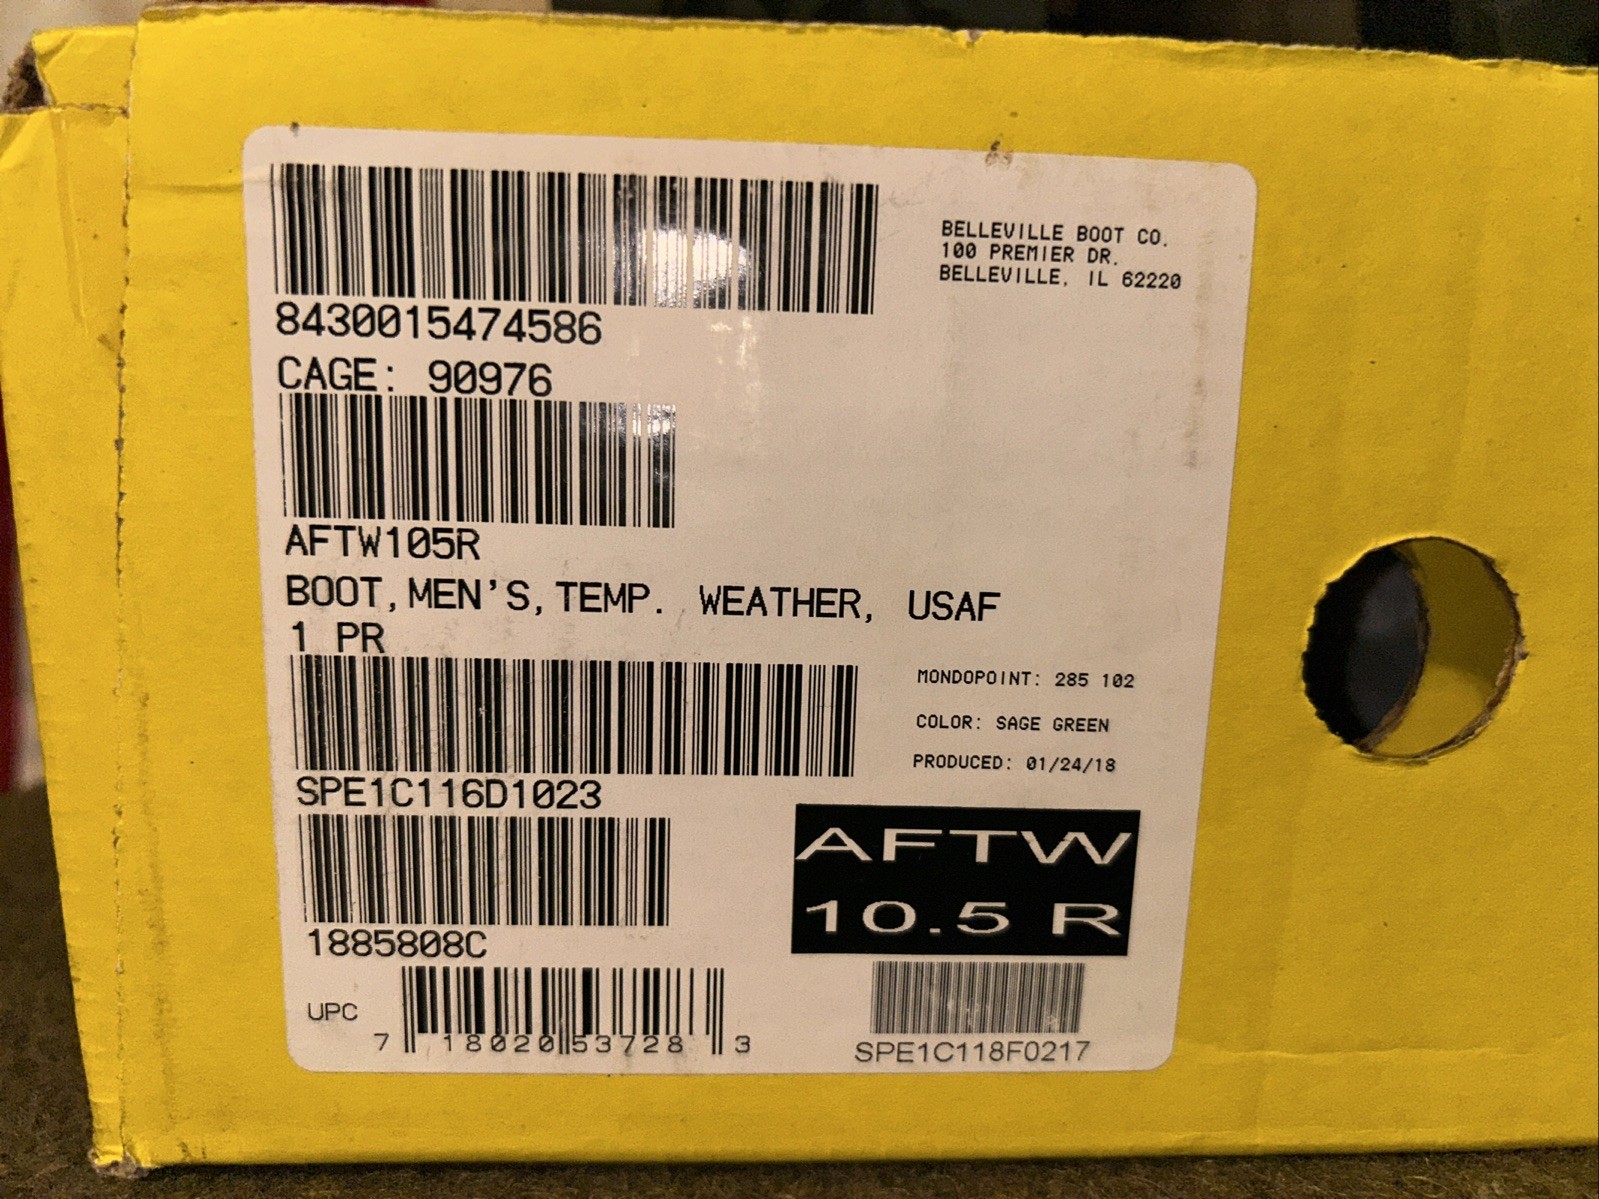 8430015474586
BELLEVILLE BOOT CO.
100 PREMIER DR.
BELLEVILLE, IL 62220
CAGE: 90976
AFTW105R
BOOT,MEN'S,TEMP. WEATHER, USAF
1 PR
MONDOPOINT: 285 102
COLOR: SAGE GREEN
PRODUCED: 01/24/18
SPE1C116D1023
AFTW
10.5 R
1885808C
UPC
7 18020 53728 3
SPE1C118F0217